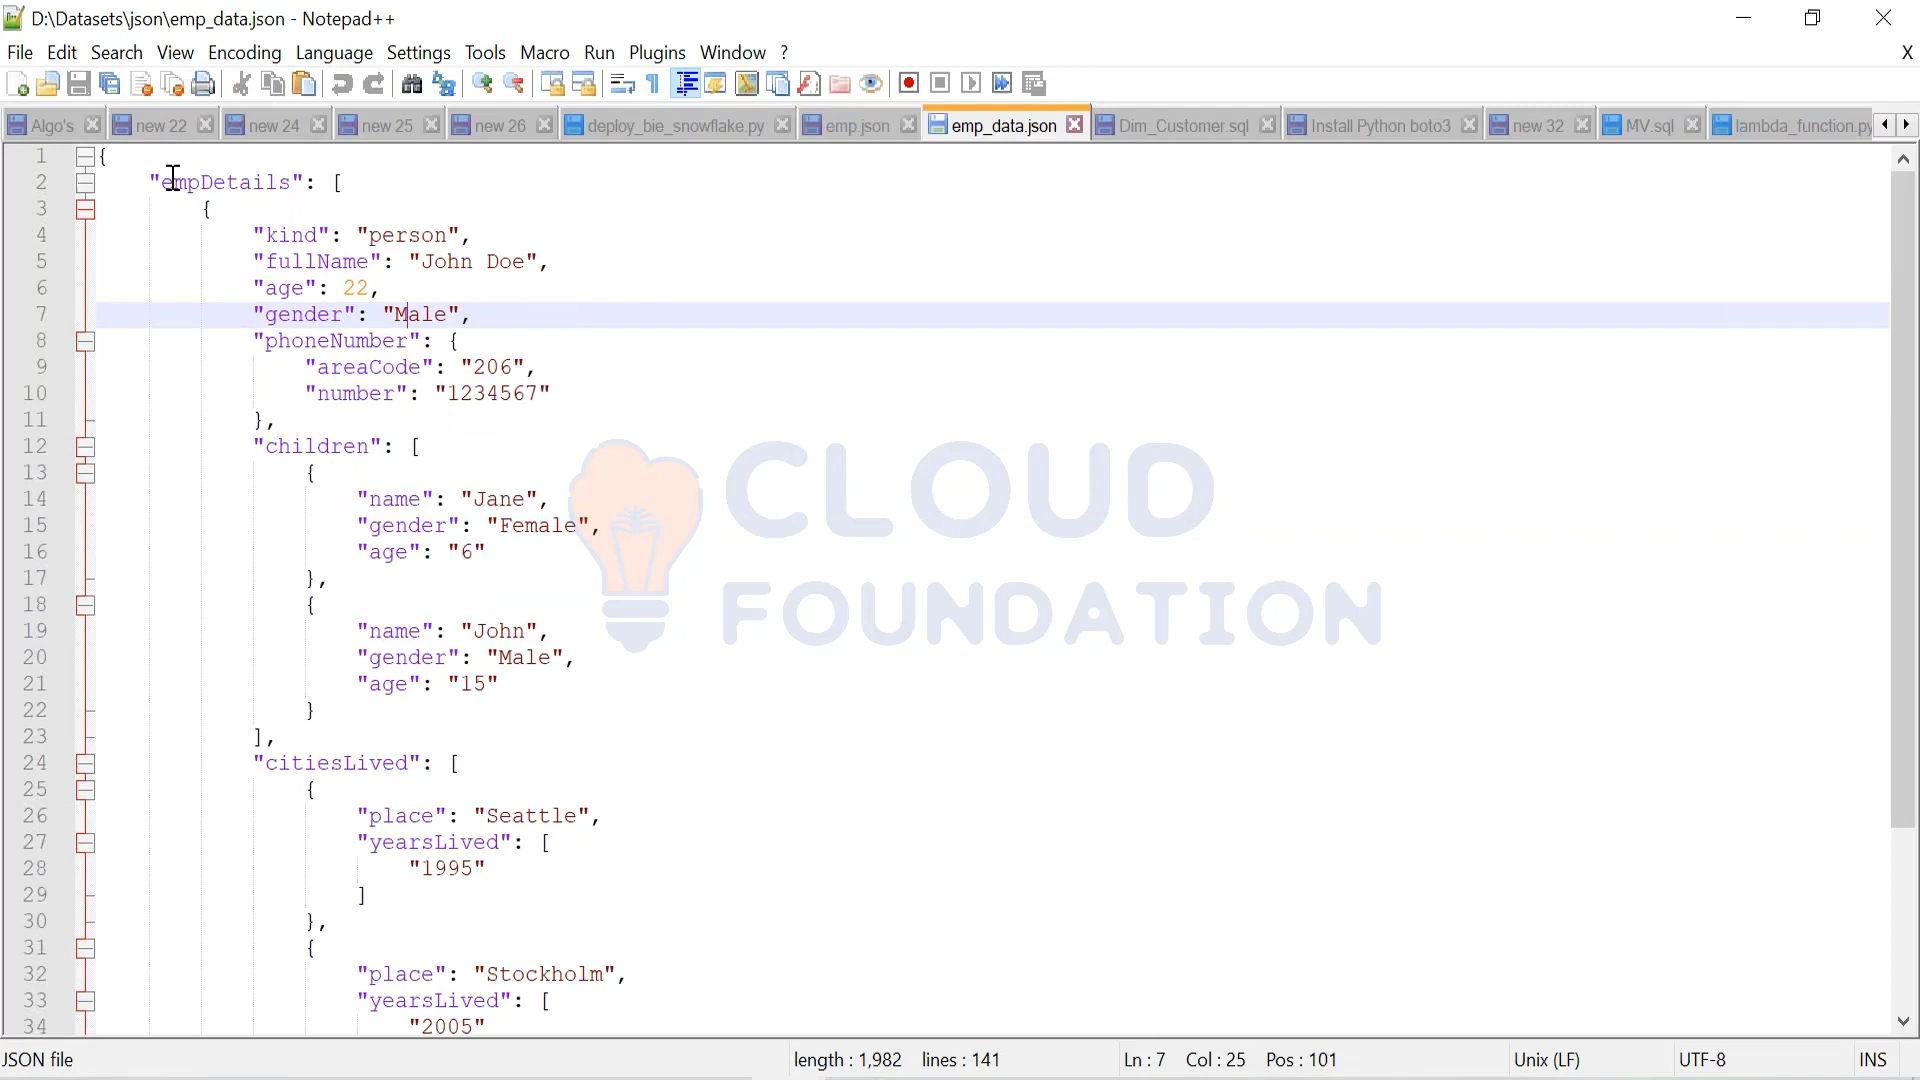 D:\Datasets\json\emp_data.json - Notepad++
File Edit Search View Encoding Language Settings Tools Macro Run Plugins Window ? X
Algo's new 22 new 24 new 25 new 26 deploy_bie_snowflake.py emp.json emp_data.json Dim_Customer.sql Install Python boto3 new 32 MV.sql lambda_function.py
1 {
2 "empDetails": [
3 {
4 "kind": "person",
5 "fullName": "John Doe",
6 "age": 22,
7 "gender": "Male",
8 "phoneNumber": {
9 "areaCode": "206",
10 "number": "1234567"
11 },
12 "children": [
13 {
14 "name": "Jane",
15 "gender": "Female",
16 "age": "6"
17 },
18 {
19 "name": "John",
20 "gender": "Male",
21 "age": "15"
22 }
23 ],
24 "citiesLived": [
25 {
26 "place": "Seattle",
27 "yearsLived": [
28 "1995"
29 ]
30 },
31 {
32 "place": "Stockholm",
33 "yearsLived": [
34 "2005"
CLOUD
FOUNDATION
JSON file length : 1,982 lines : 141 Ln : 7 Col : 25 Pos : 101 Unix (LF) UTF-8 INS